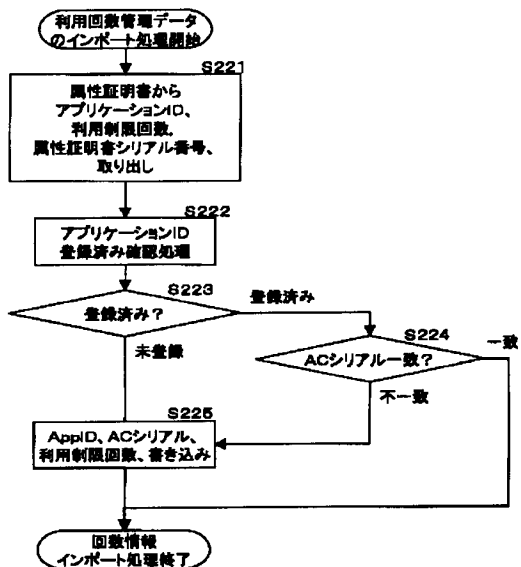 利用回数管理データ
のインポート処理開始
S221
属性証明書から
アプリケーションID、
利用制限回数、
属性証明書シリアル番号、
取り出し
S222
アプリケーションID
登録済み確認処理
S223
登録済み？
登録済み
S224
ACシリアル一致？
一致
未登録
不一致
S225
AppID、ACシリアル、
利用制限回数、書き込み
回数情報
インポート処理終了